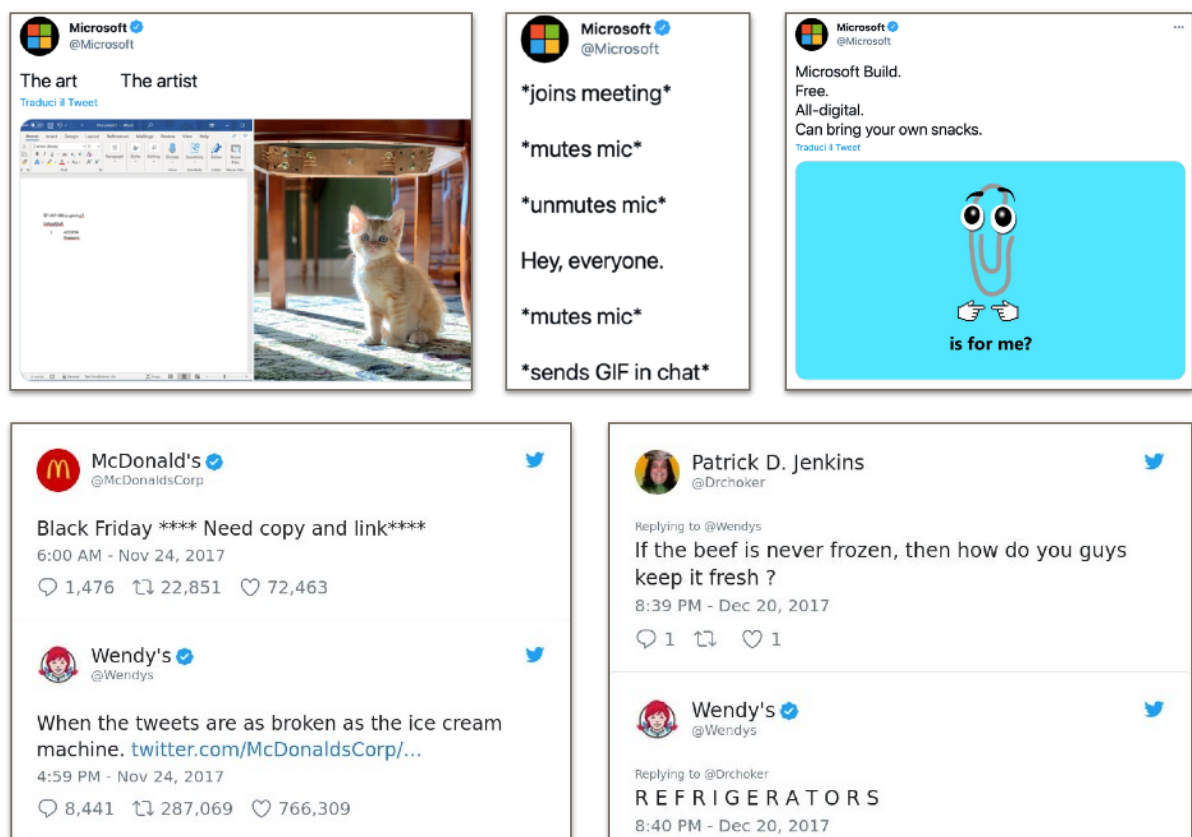 Microsoft
@Microsoft
The art The artist
Traduci il Tweet
Microsoft
@Microsoft
*joins meeting*
*mutes mic*
*unmutes mic*
Hey, everyone.
*mutes mic*
*sends GIF in chat*
Microsoft
@Microsoft
Microsoft Build.
Free.
All-digital.
Can bring your own snacks.
Traduci il Tweet
is for me?
McDonald's
@McDonaldsCorp
Black Friday **** Need copy and link****
6:00 AM - Nov 24, 2017
1,476 22,851 72,463
Wendy's
@Wendys
When the tweets are as broken as the ice cream
machine. twitter.com/McDonaldsCorp/…
4:59 PM - Nov 24, 2017
8,441 287,069 766,309
Patrick D. Jenkins
@Drchoker
Replying to @Wendys
If the beef is never frozen, then how do you guys
keep it fresh ?
8:39 PM - Dec 20, 2017
1 1
Wendy's
@Wendys
Replying to @Drchoker
R E F R I G E R A T O R S
8:40 PM - Dec 20, 2017